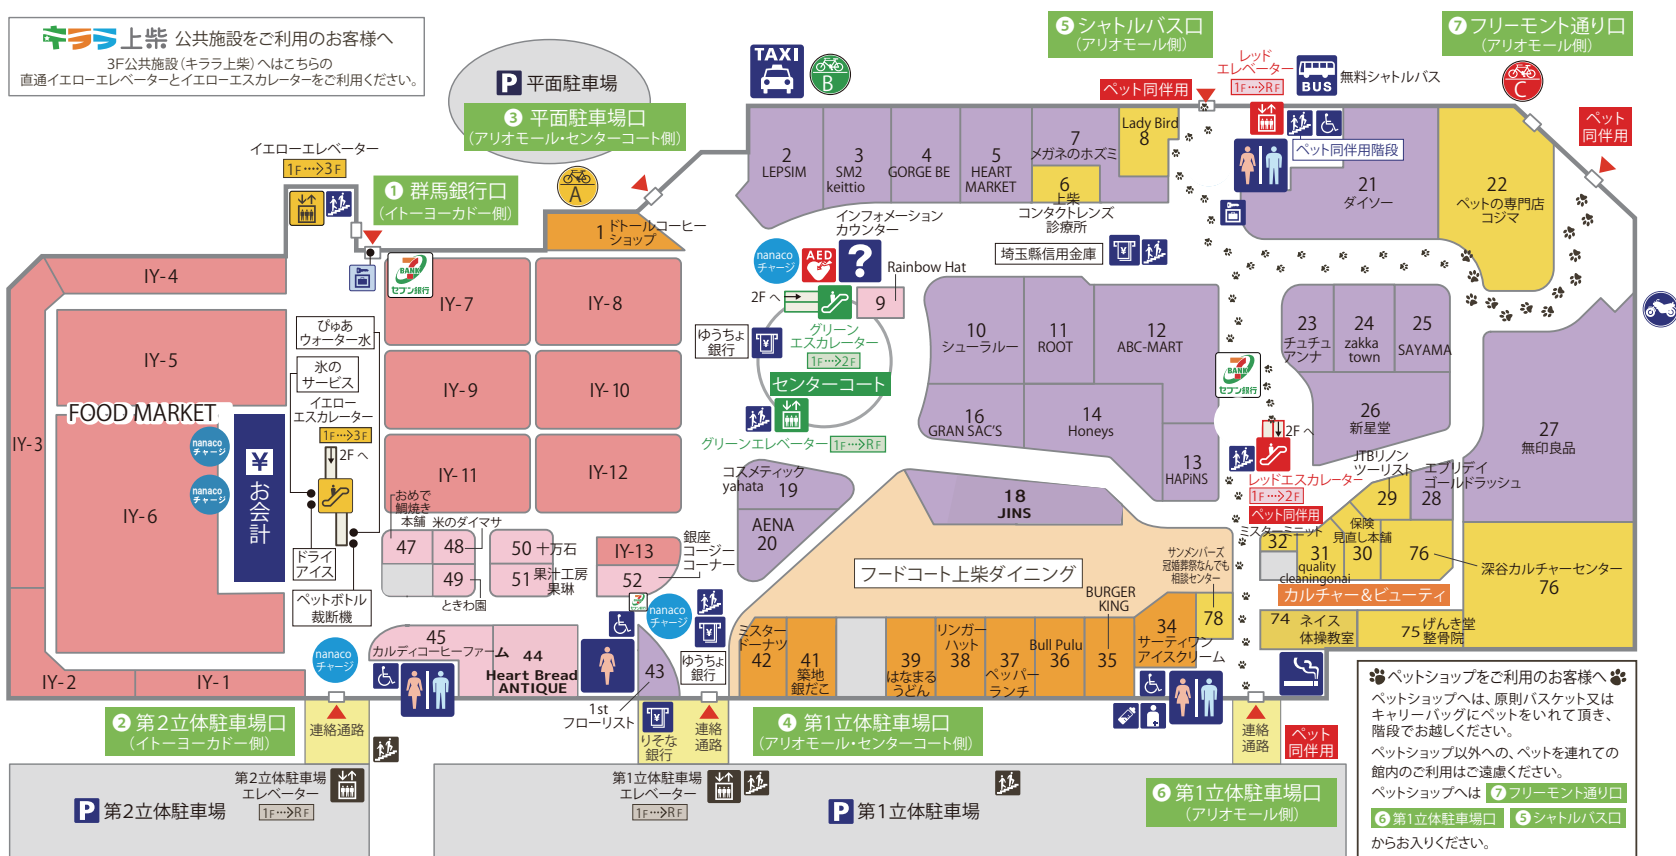 キララ上柴 公共施設をご利用のお客様へ
3F公共施設(キララ上柴)へはこちらの
直通イエローエレベーターとイエローエスカレーターをご利用ください。
P 平面駐車場
③ 平面駐車場口
(アリオモール・センターコート側)
A
イエローエレベーター
1F…>3F
① 群馬銀行口
(イトーヨーカドー側)
TAXI
B
⑤ シャトルバス口
(アリオモール側)
ペット同伴用
レッド
エレベーター
1F…>RF
BUS
無料シャトルバス
ペット同伴用階段
⑦ フリーモント通り口
(アリオモール側)
C
ペット
同伴用
1 ドトールコーヒー
ショップ
2
LEPSIM
3
SM2
keittio
4
GORGE BE
5
HEART
MARKET
7
メガネのホズミ
6
上柴
コンタクトレンズ
診療所
Lady Bird
8
21
ダイソー
22
ペットの専門店
コジマ
インフォメーション
カウンター
nanaco
チャージ
AED
?
Rainbow Hat
9
2Fへ
グリーン
エスカレーター
1F…>2F
センターコート
グリーンエレベーター 1F…>RF
ゆうちょ
銀行
埼玉縣信用金庫
BANK
セブン銀行
IY-4
IY-5
FOOD MARKET
IY-3
IY-6
IY-2
IY-1
IY-7
IY-8
IY-9
IY-10
IY-11
IY-12
IY-13
ぴゅあ
ウォーター水
氷の
サービス
イエロー
エスカレーター
1F…>3F
2Fへ
nanaco
チャージ
nanaco
チャージ
¥
お会計
ドライ
アイス
ペットボトル
裁断機
nanaco
チャージ
おめで
鯛焼き
本舗
47
米のダイマサ
48
49
ときわ園
50 十万石
51 果汁工房
果琳
52
銀座
コージー
コーナー
45
カルディコーヒーファーム
44
Heart Bread
ANTIQUE
43
1st
フローリスト
nanaco
チャージ
ゆうちょ
銀行
りそな
銀行
10
シューラルー
11
ROOT
12
ABC-MART
16
GRAN SAC'S
14
Honeys
13
HAPiNS
BANK
セブン銀行
コスメティック
yahata 19
AENA
20
18
JINS
フードコート上柴ダイニング
23
チュチュ
アンナ
24
zakka
town
25
SAYAMA
26
新星堂
27
無印良品
2Fへ
レッドエスカレーター
1F…>2F
ペット同伴用
JTBリノン
ツーリスト
29
エブリデイ
ゴールドラッシュ
28
ミスターミニット
32
31
quality
cleaningonai
保険
見直し本舗
30
76
深谷カルチャーセンター
76
カルチャー&ビューティ
74 ネイス
体操教室
75 げんき堂
整骨院
サンメンバーズ
冠婚葬祭なんでも
相談センター
78
ミスター
ドーナツ
42
41
築地
銀だこ
39
はなまる
うどん
リンガー
ハット
38
37
ペッパー
ランチ
Bull Pulu
36
BURGER
KING
35
34
サーティワン
アイスクリーム
② 第2立体駐車場口
(イトーヨーカドー側)
連絡通路
④ 第1立体駐車場口
(アリオモール・センターコート側)
連絡
通路
連絡
通路
ペット
同伴用
⑥ 第1立体駐車場口
(アリオモール側)
P 第2立体駐車場
第2立体駐車場
エレベーター
1F…>RF
第1立体駐車場
エレベーター
1F…>RF
P 第1立体駐車場
ペットショップをご利用のお客様へ
ペットショップへは、原則バスケット又は
キャリーバッグにペットをいれて頂き、
階段でお越しください。
ペットショップ以外への、ペットを連れての
館内のご利用はご遠慮ください。
ペットショップへは ⑦フリーモント通り口
⑥第1立体駐車場口 ⑤シャトルバス口
からお入りください。